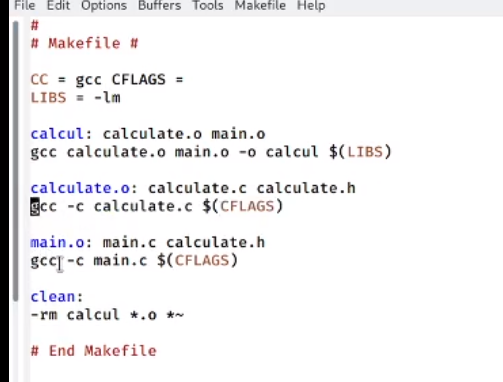 File Edit Options Buffers Tools Makefile Help
#
# Makefile #
CC = gcc CFLAGS =
LIBS = -lm
calcul: calculate.o main.o
gcc calculate.o main.o -o calcul $(LIBS)
calculate.o: calculate.c calculate.h
gcc -c calculate.c $(CFLAGS)
main.o: main.c calculate.h
gcc -c main.c $(CFLAGS)
clean:
-rm calcul *.o *~
# End Makefile